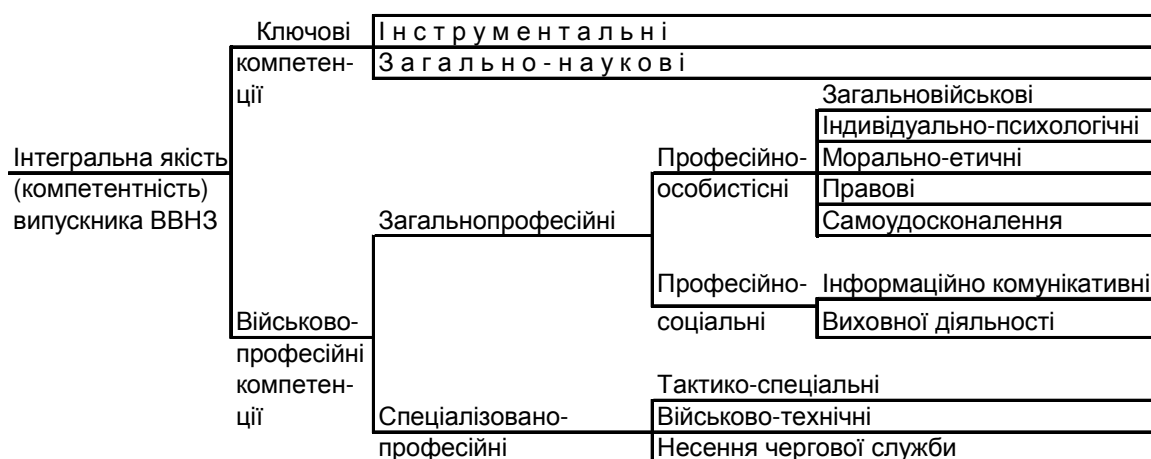 Ключові
компетен-
ції
Інструментальні
Загально-наукові
Інтегральна якість
(компетентність)
випускника ВВНЗ
Військово-
професійні
компетен-
ції
Загальнопрофесійні
Професійно-
особистісні
Загальновійськові
Індивідуально-психологічні
Морально-етичні
Правові
Самоудосконалення
Професійно-
соціальні
Інформаційно комунікативні
Виховної діяльності
Спеціалізовано-
професійні
Тактико-спеціальні
Військово-технічні
Несення чергової служби